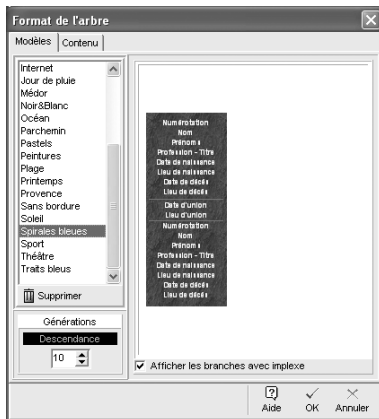 Format de l'arbre
Modèles
Contenu
Internet
Jour de pluie
Médor
Noir&Blanc
Océan
Parchemin
Pastels
Peintures
Plage
Printemps
Provence
Sans bordure
Soleil
Spirales bleues
Sport
Théâtre
Traits bleus
Supprimer
Générations
Descendance
10
Numérotation
Nom
Prénoms
Profession - Titre
Date de naissance
Lieu de naissance
Date de décès
Lieu de décès
Date d'union
Lieu d'union
Numérotation
Nom
Prénoms
Profession - Titre
Date de naissance
Lieu de naissance
Date de décès
Lieu de décès
Afficher les branches avec implexe
Aide
OK
Annuler